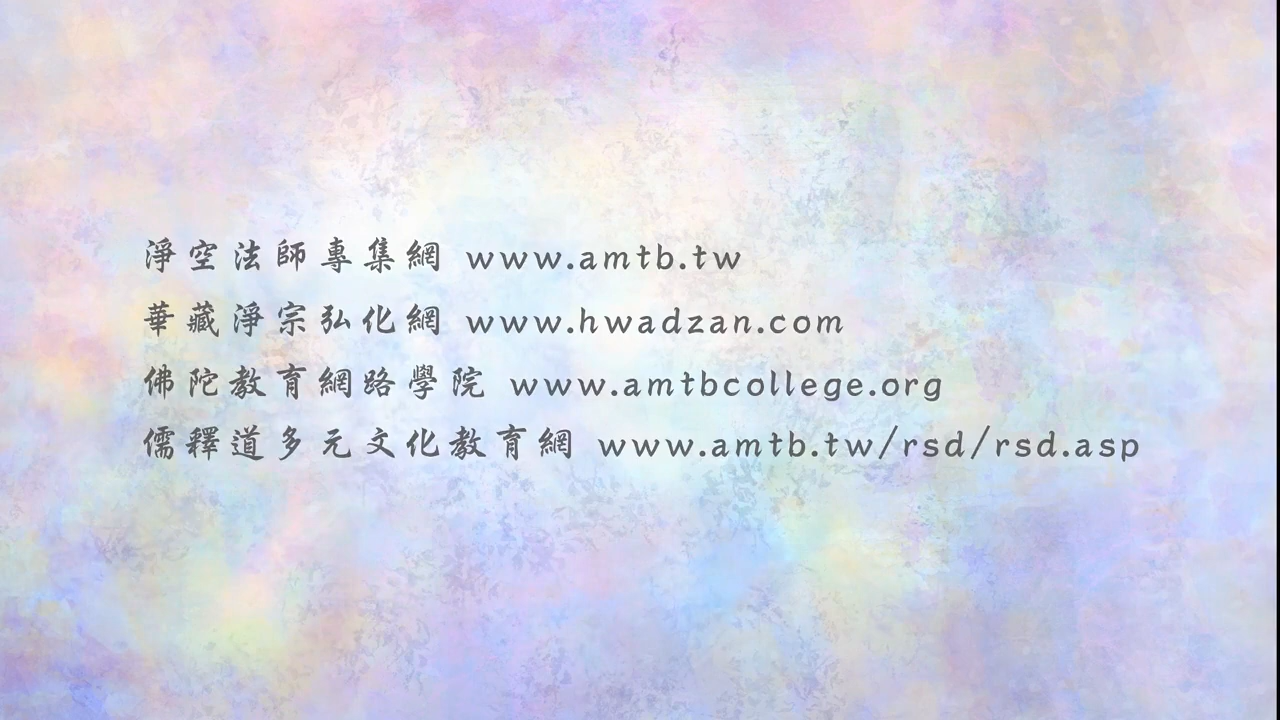 淨空法師專集網 www.amtb.tw
華藏淨宗弘化網 www.hwadzan.com
佛陀教育網路學院 www.amtbcollege.org
儒釋道多元文化教育網 www.amtb.tw/rsd/rsd.asp